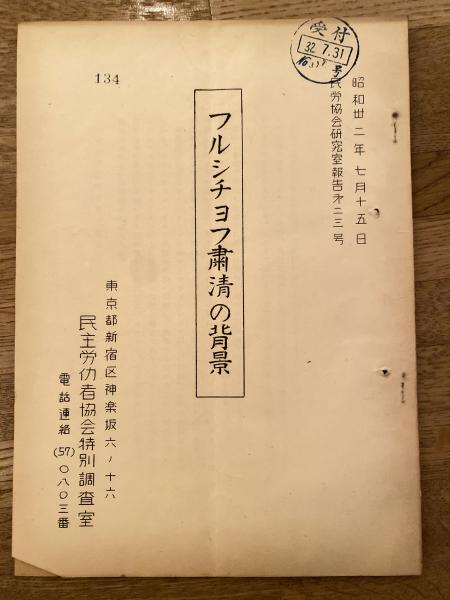 受付
32.7.31
号
134
昭和卅二年七月十五日
民労協会研究室報告才二三号
フルシチョフ粛清の背景
東京都新宿区神楽坂六ノ十六
民主労仂者協会特別調査室
電話連絡(57)〇八〇三番